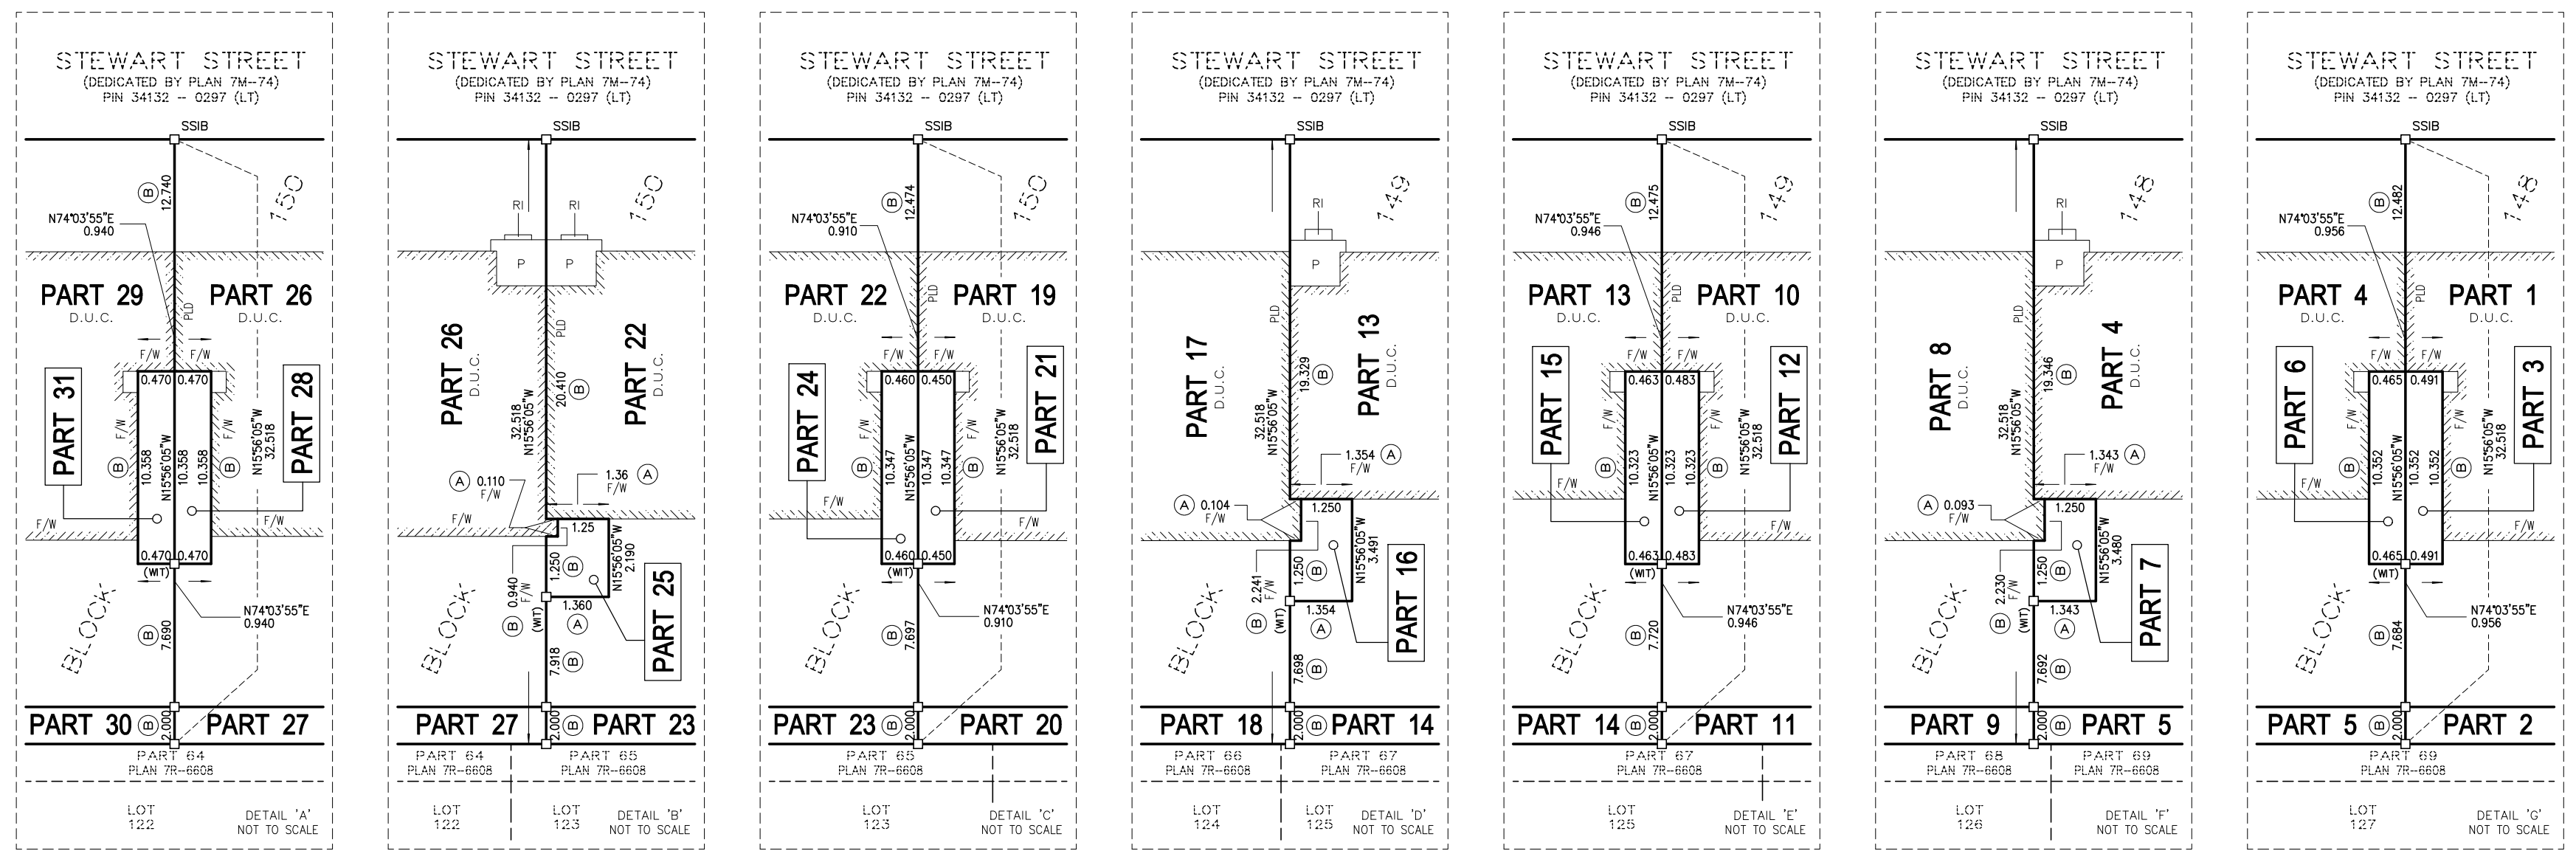 STEWART STREET
(DEDICATED BY PLAN 7M--74)
PIN 34132 -- 0297 (LT)
SSIB
150
B
12.740
N74°03'55"E
0.940
PART 29
D.U.C.
PLD
PART 26
D.U.C.
F/W
F/W
0.470
0.470
PART 31
PART 28
F/W
F/W
B
10.358
N15°56'05"W
10.358
10.358
B
N15°56'05"W
32.518
F/W
F/W
0.470
0.470
(WIT)
BLOCK
B
7.690
N74°03'55"E
0.940
PART 30
B
2.000
PART 27
PART 64
PLAN 7R-6608
LOT
122
DETAIL 'A'
NOT TO SCALE
STEWART STREET
(DEDICATED BY PLAN 7M--74)
PIN 34132 -- 0297 (LT)
SSIB
150
RI
RI
P
P
PLD
PART 26
D.U.C.
PART 22
D.U.C.
32.518
N15°56'05"W
20.410
B
A
0.110
F/W
1.36
F/W
A
F/W
1.25
N15°56'05"W
2.190
1.250
B
B
0.940
F/W
(WIT)
1.360
A
PART 25
BLOCK
7.918
B
PART 27
2.000
B
PART 23
PART 64
PLAN 7R-6608
PART 65
PLAN 7R-6608
LOT
122
LOT
123
DETAIL 'B'
NOT TO SCALE
STEWART STREET
(DEDICATED BY PLAN 7M--74)
PIN 34132 -- 0297 (LT)
SSIB
150
B
12.474
N74°03'55"E
0.910
PART 22
D.U.C.
PLD
PART 19
D.U.C.
F/W
F/W
0.460
0.450
PART 24
PART 21
F/W
F/W
B
10.347
N15°56'05"W
10.347
10.347
B
N15°56'05"W
32.518
F/W
F/W
0.460
0.450
(WIT)
BLOCK
B
7.697
N74°03'55"E
0.910
PART 23
B
2.000
PART 20
PART 65
PLAN 7R-6608
LOT
123
DETAIL 'C'
NOT TO SCALE
STEWART STREET
(DEDICATED BY PLAN 7M--74)
PIN 34132 -- 0297 (LT)
SSIB
149
RI
P
PLD
PART 17
D.U.C.
PART 13
D.U.C.
32.518
N15°56'05"W
19.329
B
1.354
F/W
A
A
0.104
F/W
1.250
N15°56'05"W
3.491
1.250
B
B
2.241
F/W
(WIT)
1.354
A
PART 16
BLOCK
7.698
B
PART 18
2.000
B
PART 14
PART 66
PLAN 7R-6608
PART 67
PLAN 7R-6608
LOT
124
LOT
125
DETAIL 'D'
NOT TO SCALE
STEWART STREET
(DEDICATED BY PLAN 7M--74)
PIN 34132 -- 0297 (LT)
SSIB
149
B
12.475
N74°03'55"E
0.946
PART 13
D.U.C.
PLD
PART 10
D.U.C.
F/W
F/W
0.463
0.483
PART 15
PART 12
F/W
F/W
B
10.323
N15°56'05"W
10.323
10.323
B
N15°56'05"W
32.518
F/W
F/W
0.463
0.483
(WIT)
BLOCK
B
7.720
N74°03'55"E
0.946
PART 14
B
2.000
PART 11
PART 67
PLAN 7R-6608
LOT
125
DETAIL 'E'
NOT TO SCALE
STEWART STREET
(DEDICATED BY PLAN 7M--74)
PIN 34132 -- 0297 (LT)
SSIB
148
RI
P
PLD
PART 8
D.U.C.
PART 4
D.U.C.
32.518
N15°56'05"W
19.346
B
1.343
F/W
A
A
0.093
F/W
1.250
N15°56'05"W
3.480
1.250
B
B
2.230
F/W
(WIT)
1.343
A
PART 7
BLOCK
7.692
B
PART 9
2.000
B
PART 5
PART 68
PLAN 7R-6608
PART 69
PLAN 7R-6608
LOT
126
DETAIL 'F'
NOT TO SCALE
STEWART STREET
(DEDICATED BY PLAN 7M--74)
PIN 34132 -- 0297 (LT)
SSIB
148
B
12.482
N74°03'55"E
0.956
PART 4
D.U.C.
PLD
PART 1
D.U.C.
F/W
F/W
0.465
0.491
PART 6
PART 3
F/W
F/W
B
10.352
N15°56'05"W
10.352
10.352
B
N15°56'05"W
32.518
F/W
F/W
0.465
0.491
(WIT)
BLOCK
B
7.684
N74°03'55"E
0.956
PART 5
B
2.000
PART 2
PART 69
PLAN 7R-6608
LOT
127
DETAIL 'G'
NOT TO SCALE